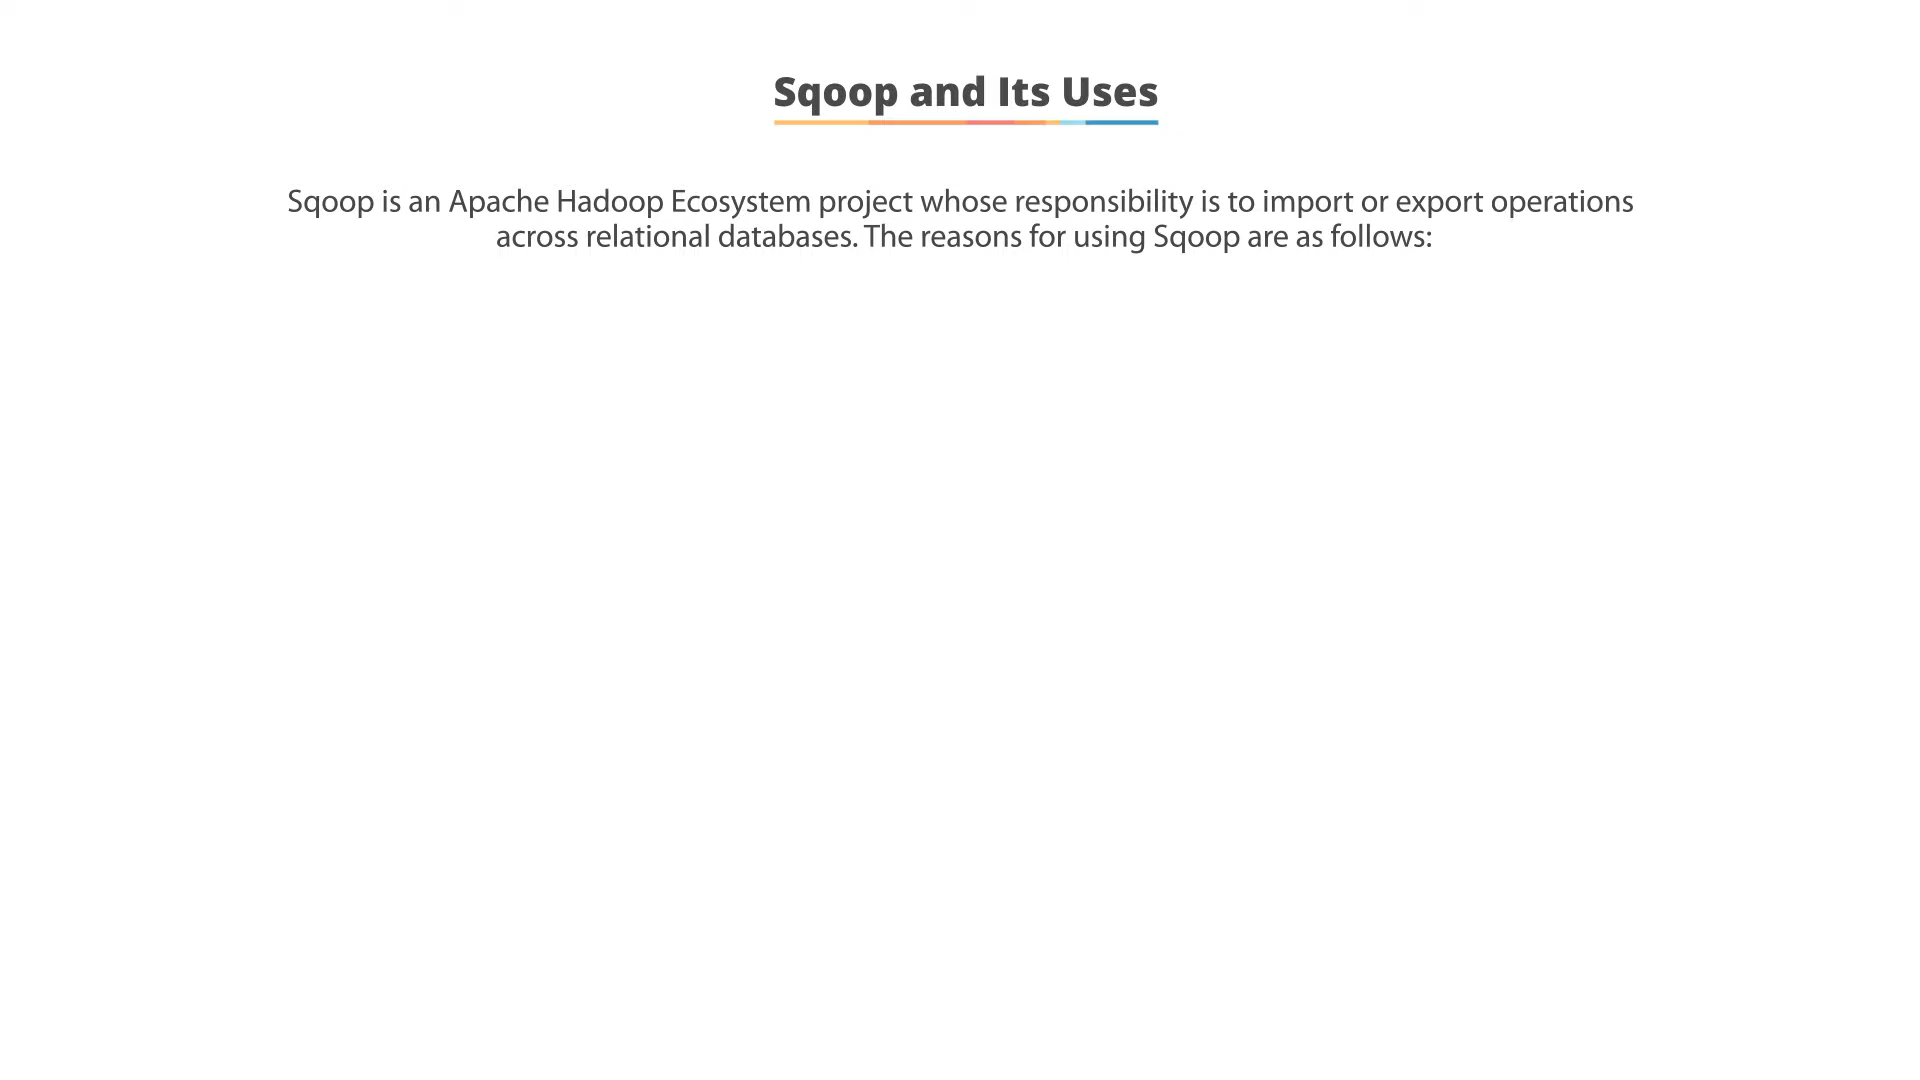 Sqoop and Its Uses
Sqoop is an Apache Hadoop Ecosystem project whose responsibility is to import or export operations
across relational databases. The reasons for using Sqoop are as follows: